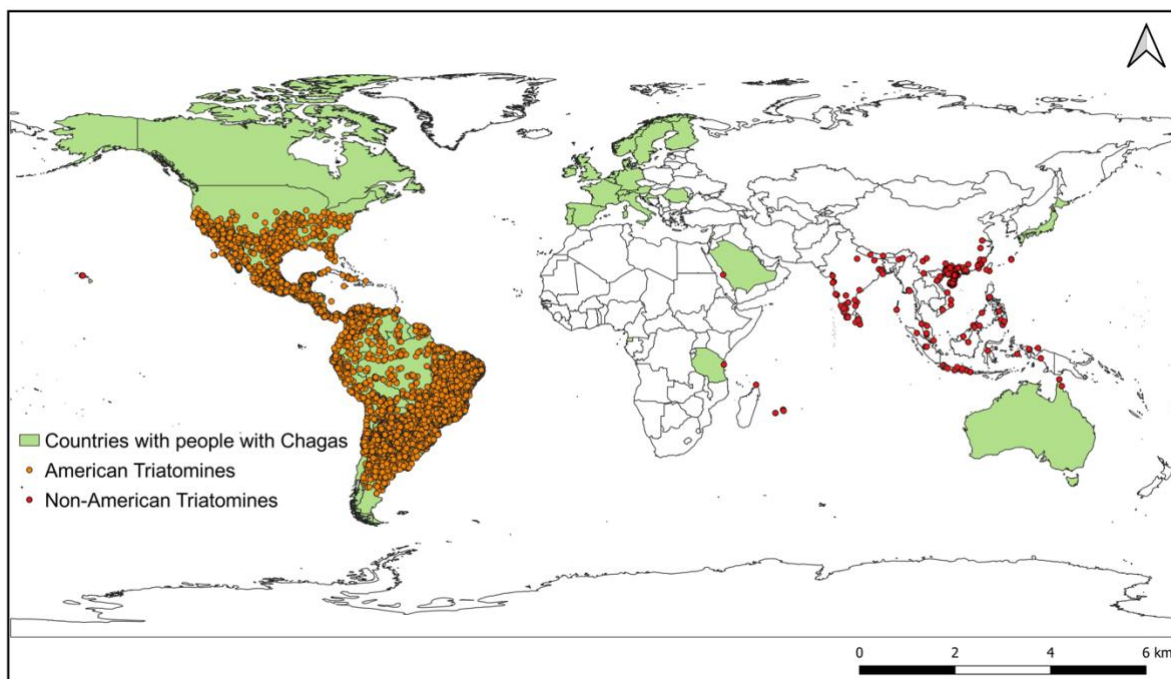 Countries with people with Chagas
American Triatomines
Non-American Triatomines
0 2 4 6 km